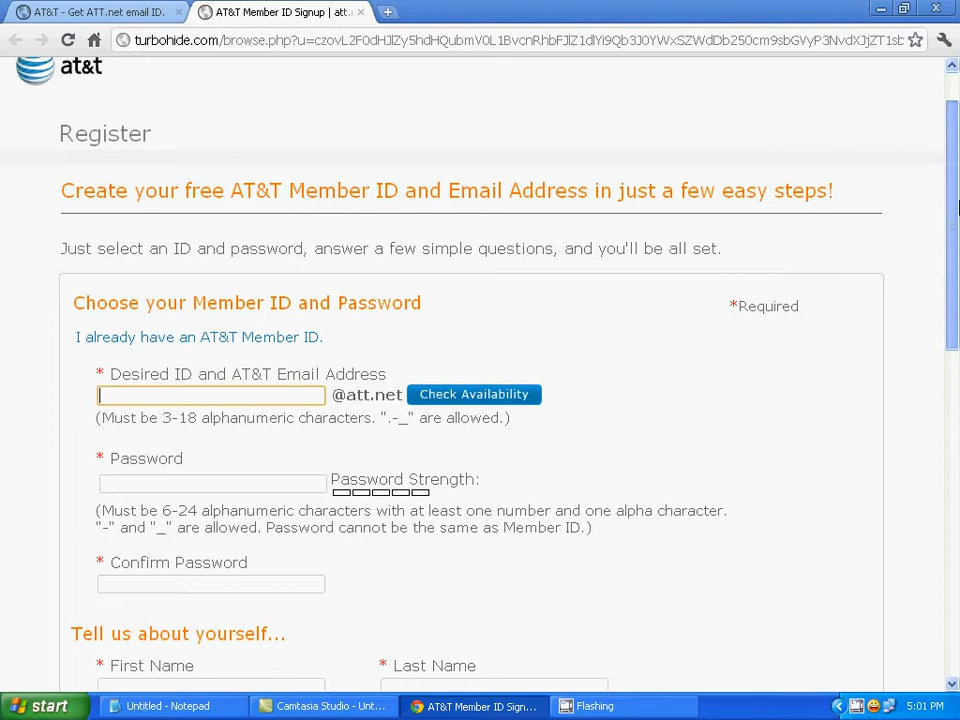 AT&T - Get ATT.net email ID.
AT&T Member ID Signup | att.
turbohide.com/browse.php?u=czovL2F0dHJlZy5hdHQubmV0L1BvcnRhbFJlZ1dlYi9Qb3J0YWxSZWdDb250cm9sbGVyP3NvdXJjZT1sb
at&t
Register
Create your free AT&T Member ID and Email Address in just a few easy steps!
Just select an ID and password, answer a few simple questions, and you'll be all set.
Choose your Member ID and Password
*Required
I already have an AT&T Member ID.
* Desired ID and AT&T Email Address
@att.net Check Availability
(Must be 3-18 alphanumeric characters. ".-_" are allowed.)
* Password
Password Strength:
(Must be 6-24 alphanumeric characters with at least one number and one alpha character.
"-" and "_" are allowed. Password cannot be the same as Member ID.)
* Confirm Password
Tell us about yourself...
* First Name * Last Name
start Untitled - Notepad Camtasia Studio - Unt... AT&T Member ID Sign... Flashing 5:01 PM